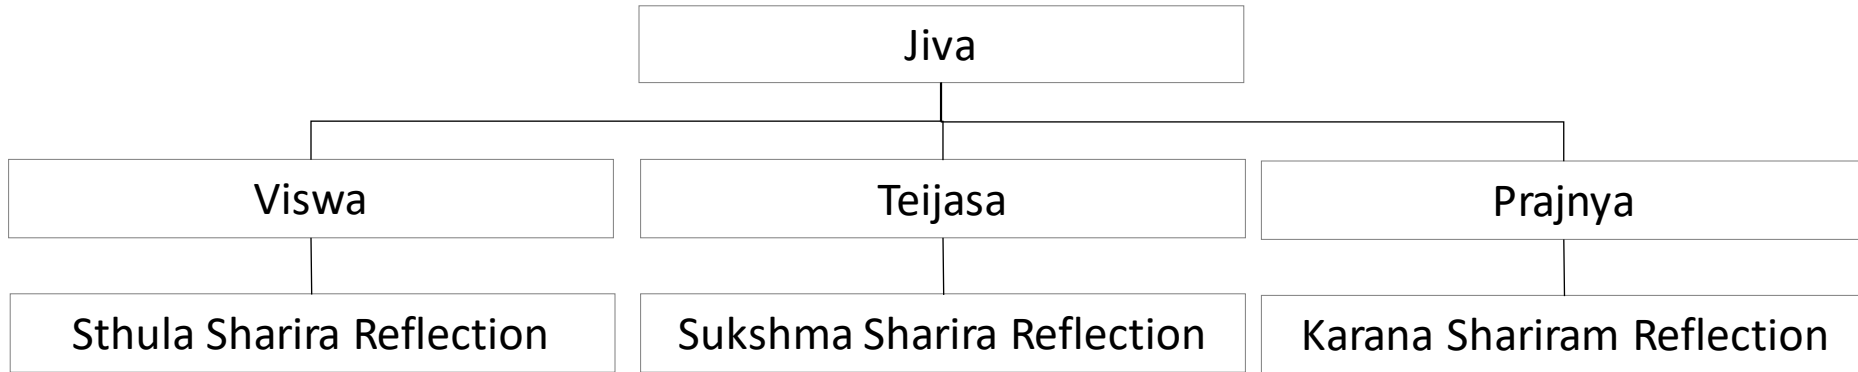 Jiva
Viswa
Teijasa
Prajnya
Sthula Sharira Reflection
Sukshma Sharira Reflection
Karana Shariram Reflection